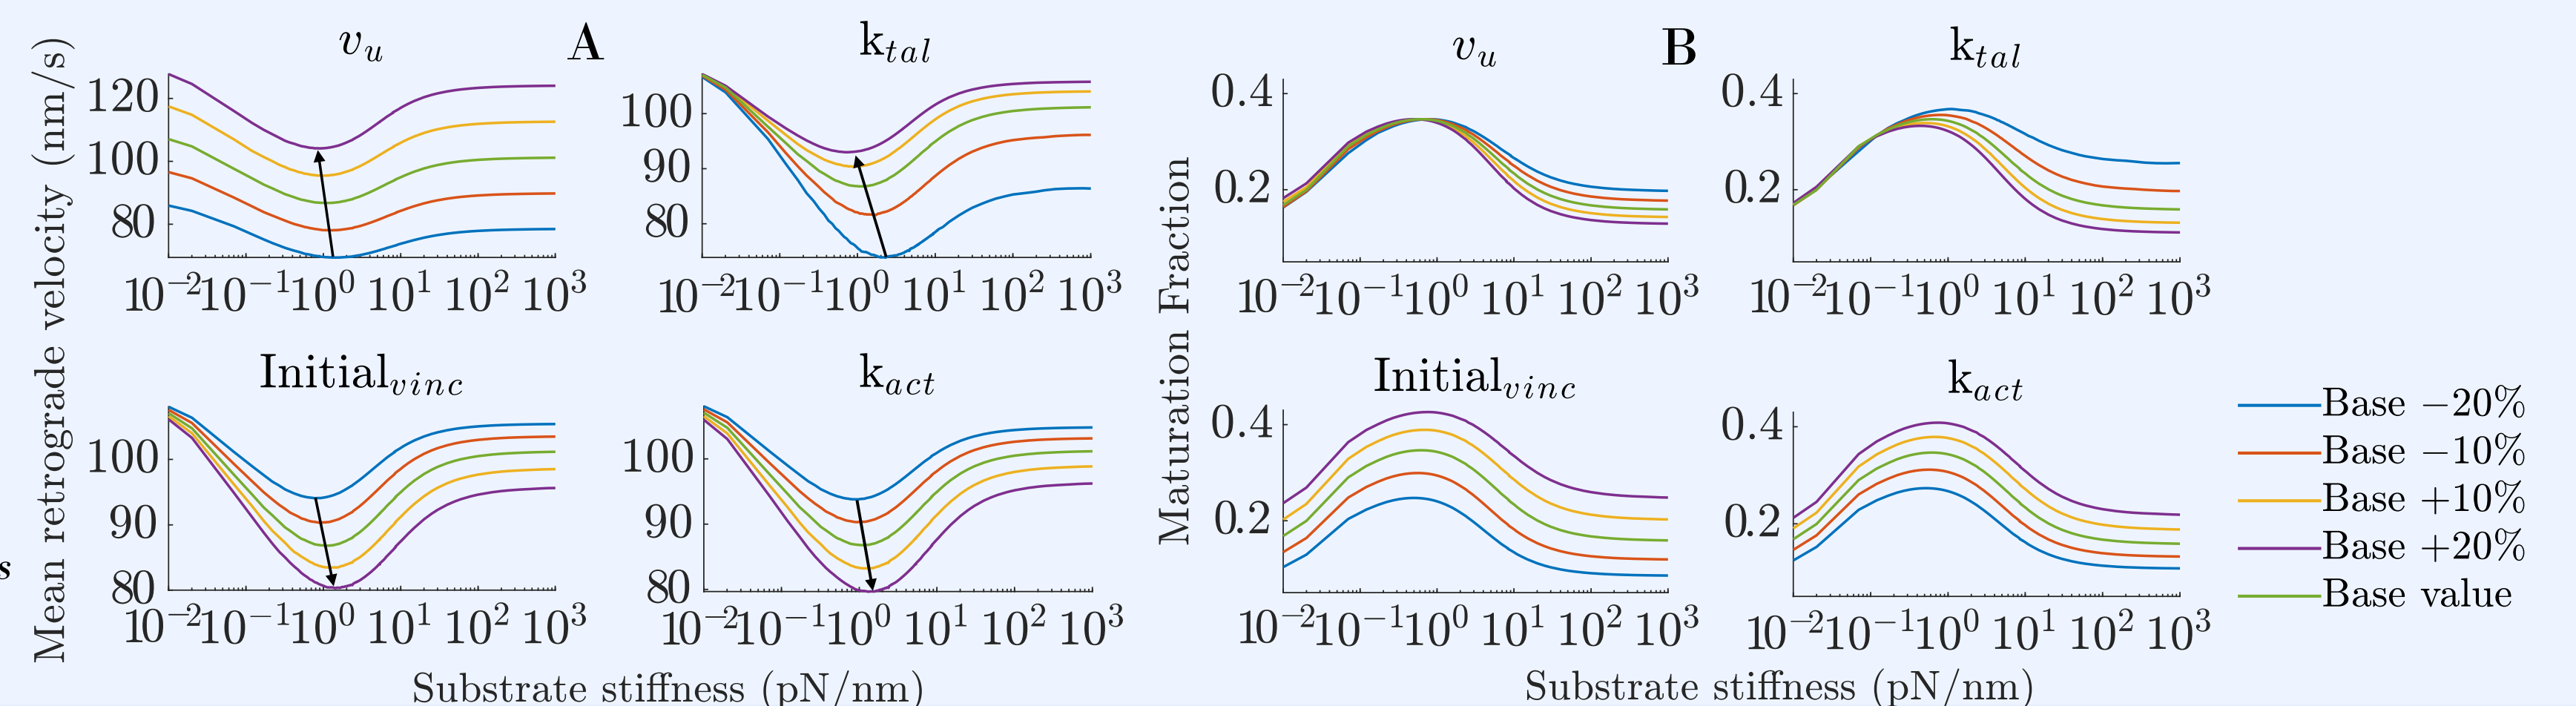 A
B
Mean retrograde velocity (nm/s)
v_u
120
100
80
10^−2 10^−1 10^0 10^1 10^2 10^3
k_tal
100
90
80
10^−2 10^−1 10^0 10^1 10^2 10^3
Initial_vinc
100
90
80
10^−2 10^−1 10^0 10^1 10^2 10^3
k_act
100
90
80
10^−2 10^−1 10^0 10^1 10^2 10^3
Substrate stiffness (pN/nm)
s
Maturation Fraction
v_u
0.4
0.2
10^−2 10^−1 10^0 10^1 10^2 10^3
k_tal
0.4
0.2
10^−2 10^−1 10^0 10^1 10^2 10^3
Initial_vinc
0.4
0.2
10^−2 10^−1 10^0 10^1 10^2 10^3
k_act
0.4
0.2
10^−2 10^−1 10^0 10^1 10^2 10^3
Substrate stiffness (pN/nm)
Base −20%
Base −10%
Base +10%
Base +20%
Base value